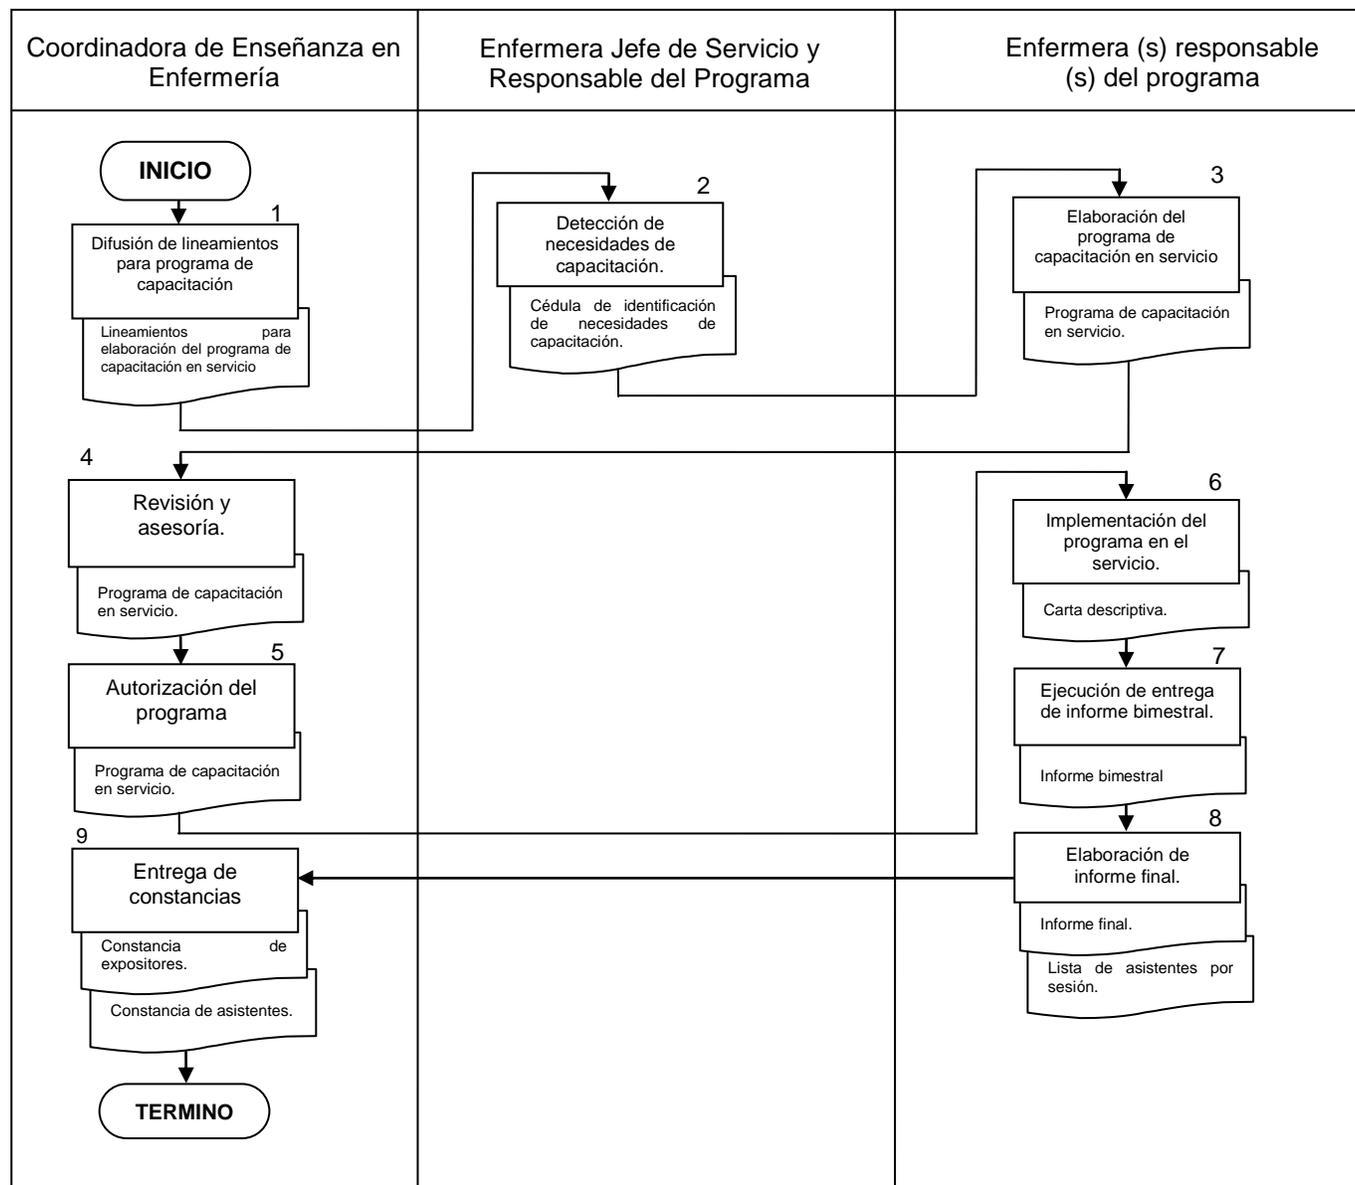 Coordinadora de Enseñanza en
Enfermería
Enfermera Jefe de Servicio y
Responsable del Programa
Enfermera (s) responsable
(s) del programa
INICIO
1
Difusión de lineamientos
para programa de
capacitación
Lineamientos para
elaboración del programa de
capacitación en servicio
2
Detección de
necesidades de
capacitación.
Cédula de identificación
de necesidades de
capacitación.
3
Elaboración del
programa de
capacitación en servicio
Programa de capacitación
en servicio.
4
Revisión y
asesoría.
Programa de capacitación
en servicio.
5
Autorización del
programa
Programa de capacitación
en servicio.
6
Implementación del
programa en el
servicio.
Carta descriptiva.
7
Ejecución de entrega
de informe bimestral.
Informe bimestral
8
Elaboración de
informe final.
Informe final.
Lista de asistentes por
sesión.
9
Entrega de
constancias
Constancia de
expositores.
Constancia de asistentes.
TERMINO